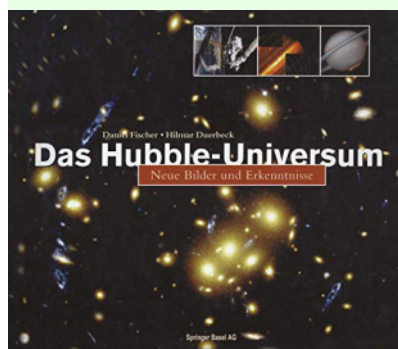 Daniel Fischer • Hilmar Duerbeck
Das Hubble-Universum
Neue Bilder und Erkenntnisse
Springer Basel AG